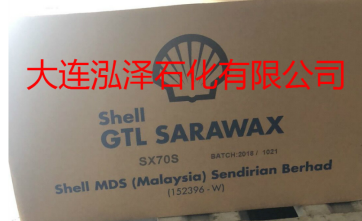 大连泓泽石化有限公司
Shell
GTL SARAWAX
SX70S BATCH:2018 / 1021
Shell MDS (Malaysia) Sendirian Berhad
(152396 - W)